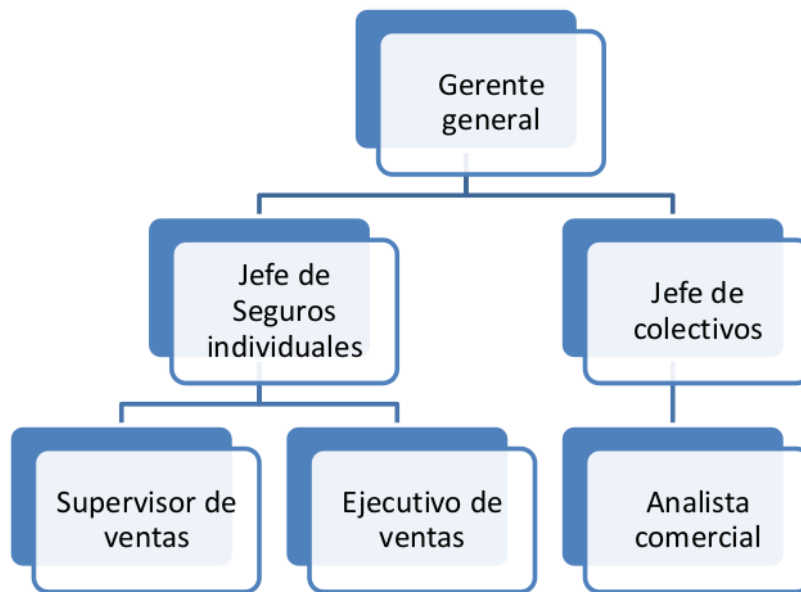 Gerente
general
Jefe de
Seguros
individuales
Jefe de
colectivos
Supervisor de
ventas
Ejecutivo de
ventas
Analista
comercial